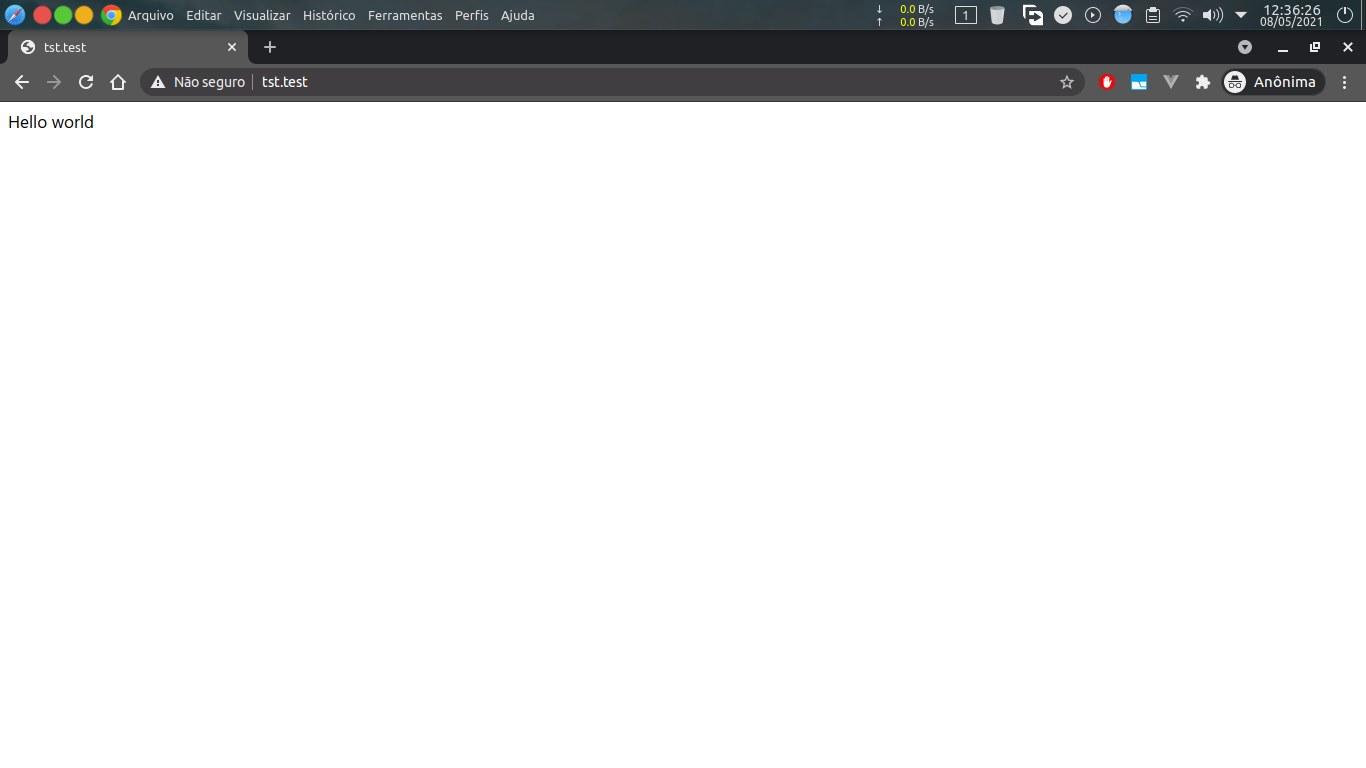 Arquivo Editar Visualizar Histórico Ferramentas Perfis Ajuda ↓ 0.0 B/s 1 12:36:26
↑ 0.0 B/s 08/05/2021
tst.test
Não seguro tst.test Anônima
Hello world